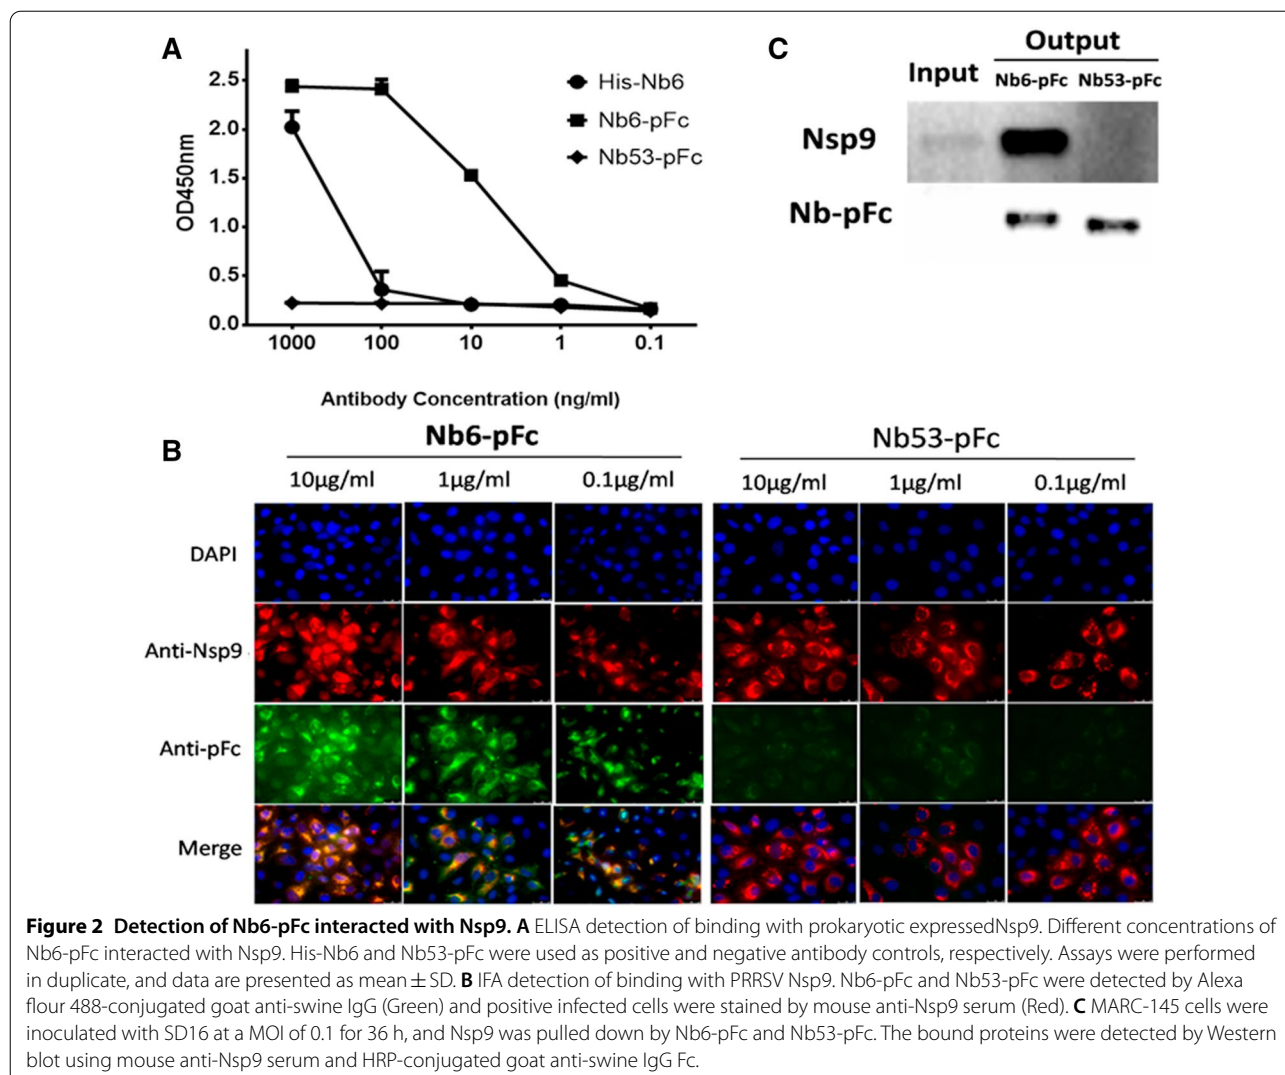 A
2.5
2.0
1.5
1.0
0.5
0.0
OD450nm
1000 100 10 1 0.1
Antibody Concentration (ng/ml)
His-Nb6
Nb6-pFc
Nb53-pFc
C
Output
Input Nb6-pFc Nb53-pFc
Nsp9
Nb-pFc
B
Nb6-pFc Nb53-pFc
10µg/ml 1µg/ml 0.1µg/ml 10µg/ml 1µg/ml 0.1µg/ml
DAPI
Anti-Nsp9
Anti-pFc
Merge
Figure 2 Detection of Nb6-pFc interacted with Nsp9. A ELISA detection of binding with prokaryotic expressedNsp9. Different concentrations of
Nb6-pFc interacted with Nsp9. His-Nb6 and Nb53-pFc were used as positive and negative antibody controls, respectively. Assays were performed
in duplicate, and data are presented as mean ± SD. B IFA detection of binding with PRRSV Nsp9. Nb6-pFc and Nb53-pFc were detected by Alexa
flour 488-conjugated goat anti-swine IgG (Green) and positive infected cells were stained by mouse anti-Nsp9 serum (Red). C MARC-145 cells were
inoculated with SD16 at a MOI of 0.1 for 36 h, and Nsp9 was pulled down by Nb6-pFc and Nb53-pFc. The bound proteins were detected by Western
blot using mouse anti-Nsp9 serum and HRP-conjugated goat anti-swine IgG Fc.